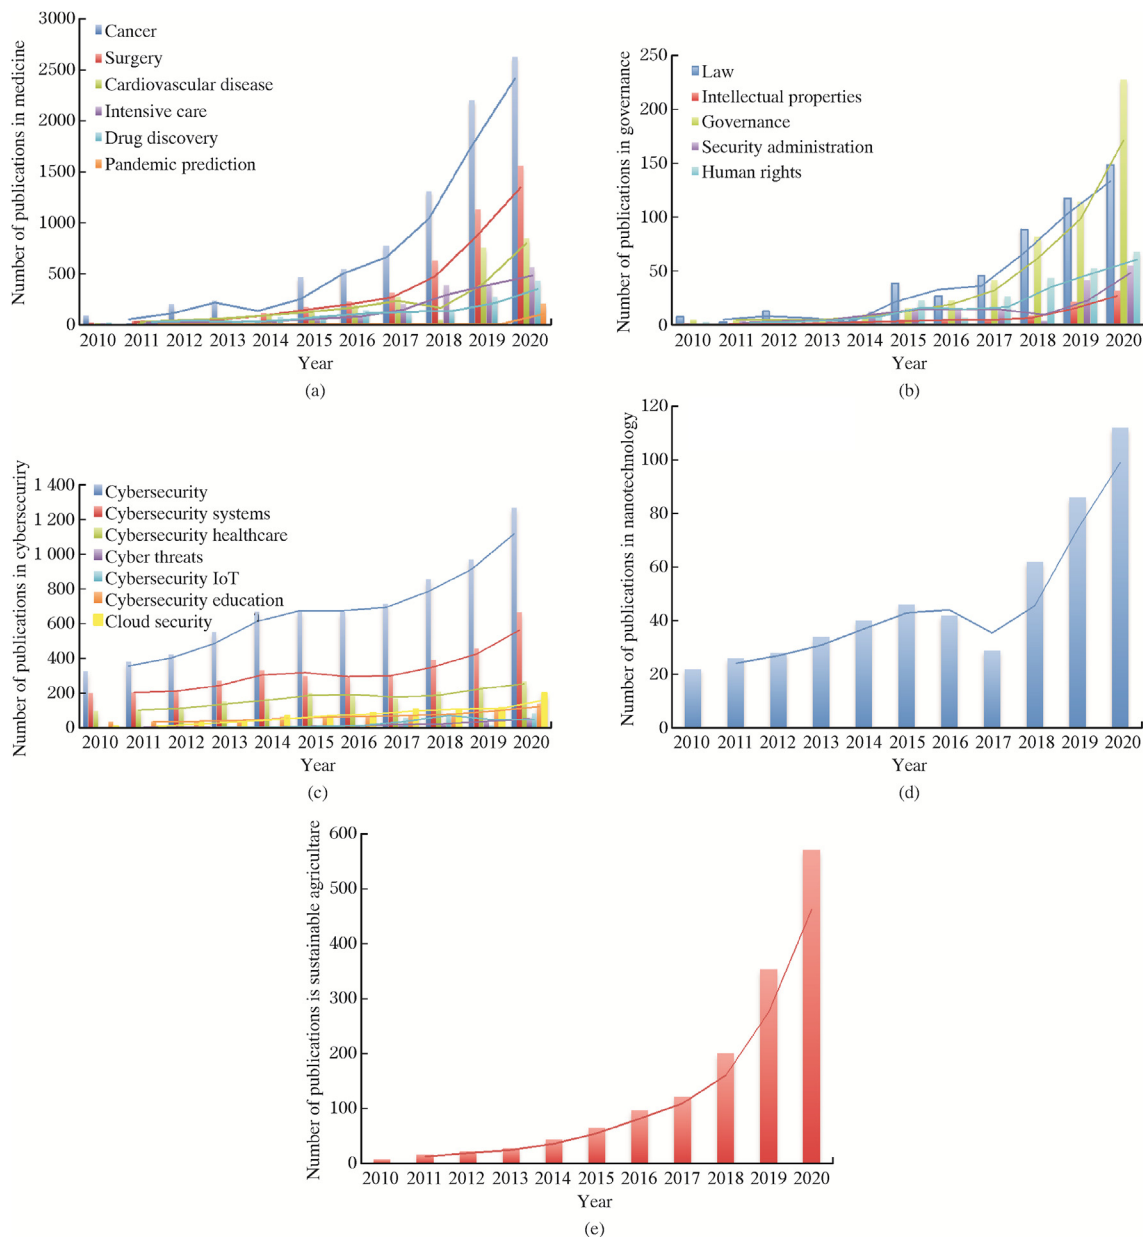 3000
2500
2000
1500
1000
500
0
Number of publications in medicine
Cancer
Surgery
Cardiovascular disease
Intensive care
Drug discovery
Pandemic prediction
2010 2011 2012 2013 2014 2015 2016 2017 2018 2019 2020
Year
(a)
250
200
150
100
50
0
Number of publications in governance
Law
Intellectual properties
Governance
Security administration
Human rights
2010 2011 2012 2013 2014 2015 2016 2017 2018 2019 2020
Year
(b)
1 400
1 200
1 000
800
600
400
200
0
Number of publications in cybersecuriry
Cybersecurity
Cybersecurity systems
Cybersecurity healthcare
Cyber threats
Cybersecurity IoT
Cybersecurity education
Cloud security
2010 2011 2012 2013 2014 2015 2016 2017 2018 2019 2020
Year
(c)
120
100
80
60
40
20
0
Number of publications in nanotechnology
2010 2011 2012 2013 2014 2015 2016 2017 2018 2019 2020
Year
(d)
600
500
400
300
200
100
0
Number of publications is sustainable agricultare
2010 2011 2012 2013 2014 2015 2016 2017 2018 2019 2020
Year
(e)